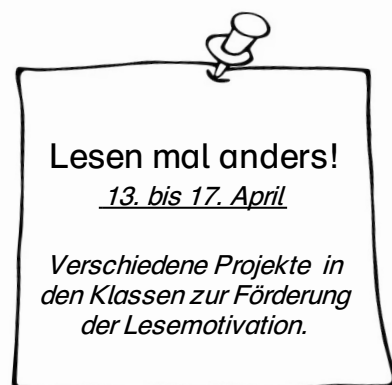 Lesen mal anders!
13. bis 17. April
Verschiedene Projekte in
den Klassen zur Förderung
der Lesemotivation.